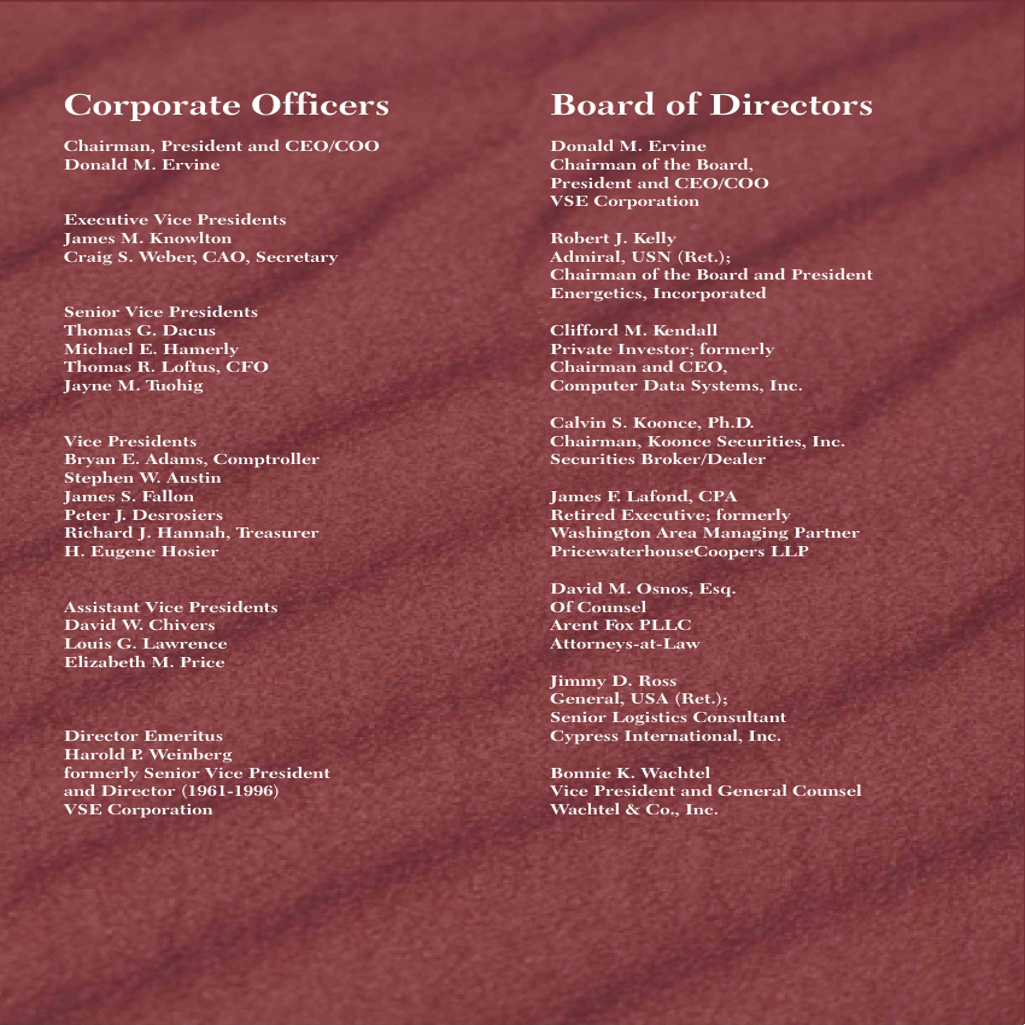 Corporate Officers
Chairman, President and CEO/COO
Donald M. Ervine
Executive Vice Presidents
James M. Knowlton
Craig S. Weber, CAO, Secretary
Senior Vice Presidents
Thomas G. Dacus
Michael E. Hamerly
Thomas R. Loftus, CFO
Jayne M. Tuohig
Vice Presidents
Bryan E. Adams, Comptroller
Stephen W. Austin
James S. Fallon
Peter J. Desrosiers
Richard J. Hannah, Treasurer
H. Eugene Hosier
Assistant Vice Presidents
David W. Chivers
Louis G. Lawrence
Elizabeth M. Price
Director Emeritus
Harold P. Weinberg
formerly Senior Vice President
and Director (1961-1996)
VSE Corporation
Board of Directors
Donald M. Ervine
Chairman of the Board,
President and CEO/COO
VSE Corporation
Robert J. Kelly
Admiral, USN (Ret.);
Chairman of the Board and President
Energetics, Incorporated
Clifford M. Kendall
Private Investor; formerly
Chairman and CEO,
Computer Data Systems, Inc.
Calvin S. Koonce, Ph.D.
Chairman, Koonce Securities, Inc.
Securities Broker/Dealer
James F. Lafond, CPA
Retired Executive; formerly
Washington Area Managing Partner
PricewaterhouseCoopers LLP
David M. Osnos, Esq.
Of Counsel
Arent Fox PLLC
Attorneys-at-Law
Jimmy D. Ross
General, USA (Ret.);
Senior Logistics Consultant
Cypress International, Inc.
Bonnie K. Wachtel
Vice President and General Counsel
Wachtel & Co., Inc.